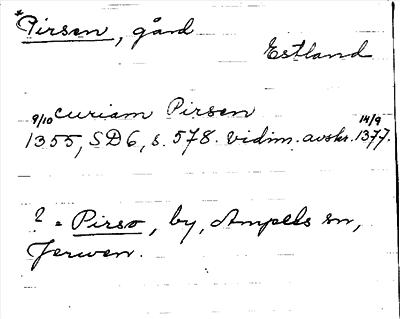 *Pirsen, gård
Estland
curiam Pirsen
9/10 1355, SD6, s. 578. vidim. avskr. 14/9 1377.
? = Pirso, by, Ampels sn,
Jerwen.